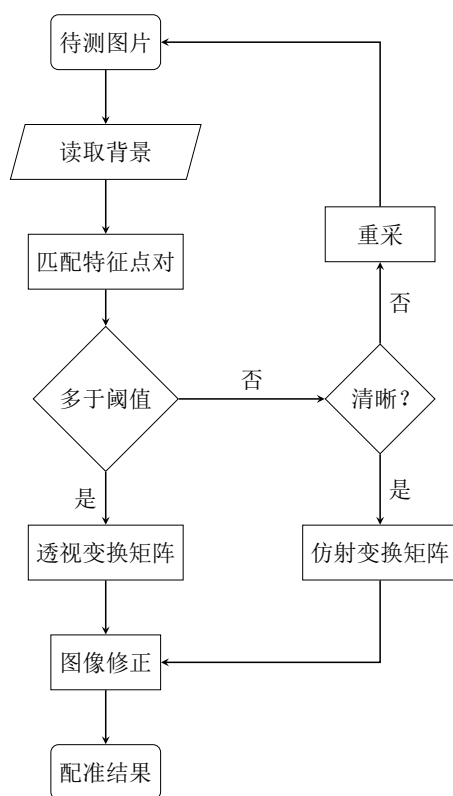 待测图片
读取背景
匹配特征点对
重采
否
多于阈值
否
清晰？
是
是
透视变换矩阵
仿射变换矩阵
图像修正
配准结果